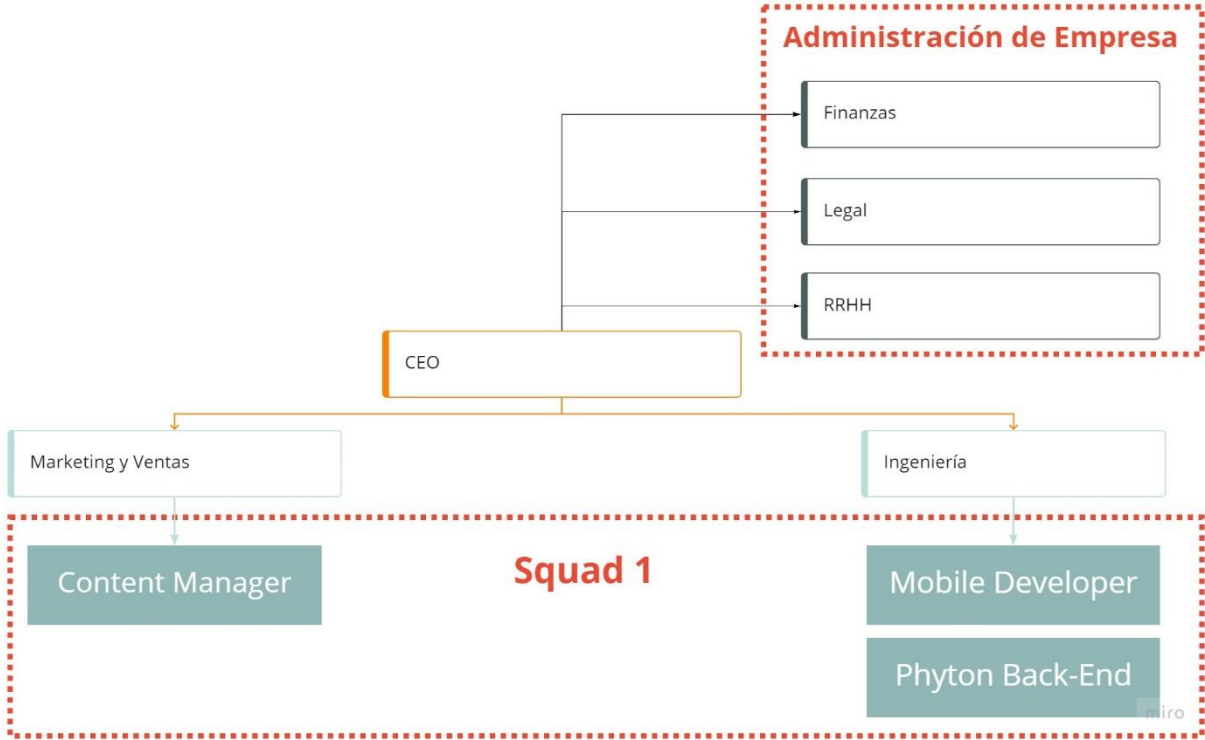 Administración de Empresa
Finanzas
Legal
RRHH
CEO
Marketing y Ventas
Ingeniería
Squad 1
Content Manager
Mobile Developer
Phyton Back-End
miro